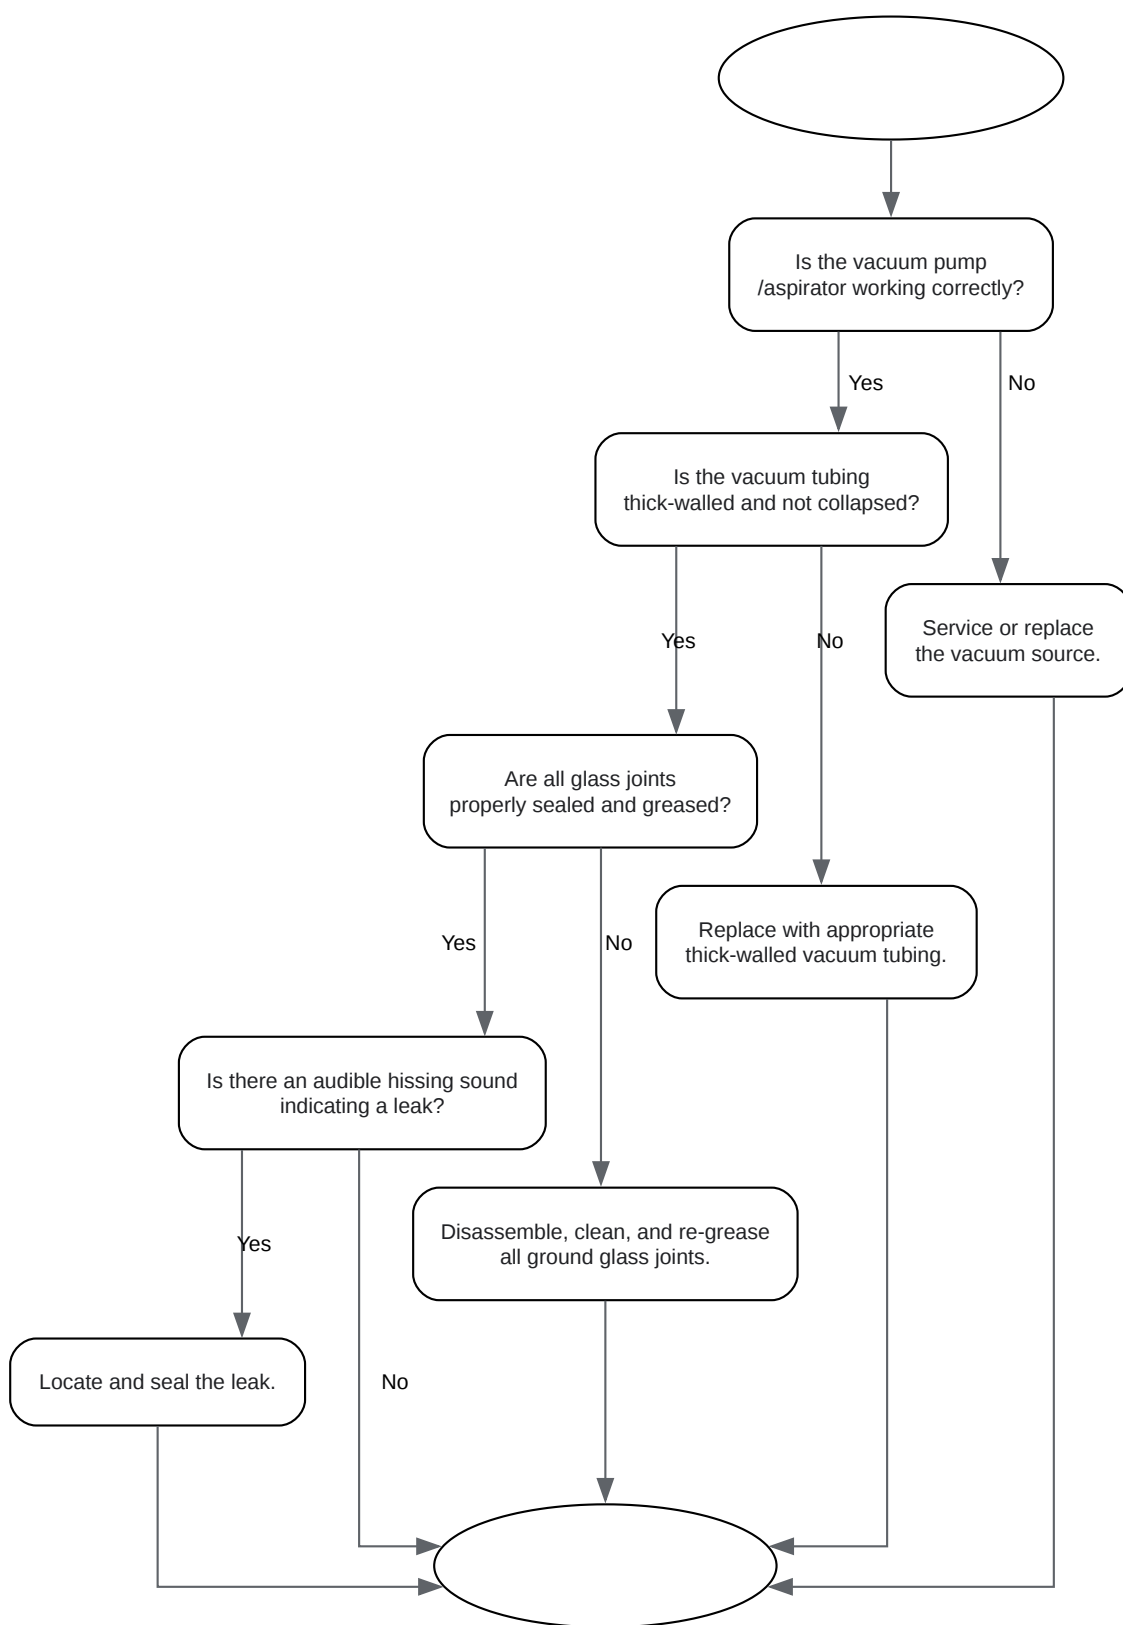 Is the vacuum pump
/aspirator working correctly?
Yes
No
Is the vacuum tubing
thick-walled and not collapsed?
Yes
No
Service or replace
the vacuum source.
Are all glass joints
properly sealed and greased?
Yes
No
Replace with appropriate
thick-walled vacuum tubing.
Is there an audible hissing sound
indicating a leak?
Yes
Disassemble, clean, and re-grease
all ground glass joints.
Locate and seal the leak.
No